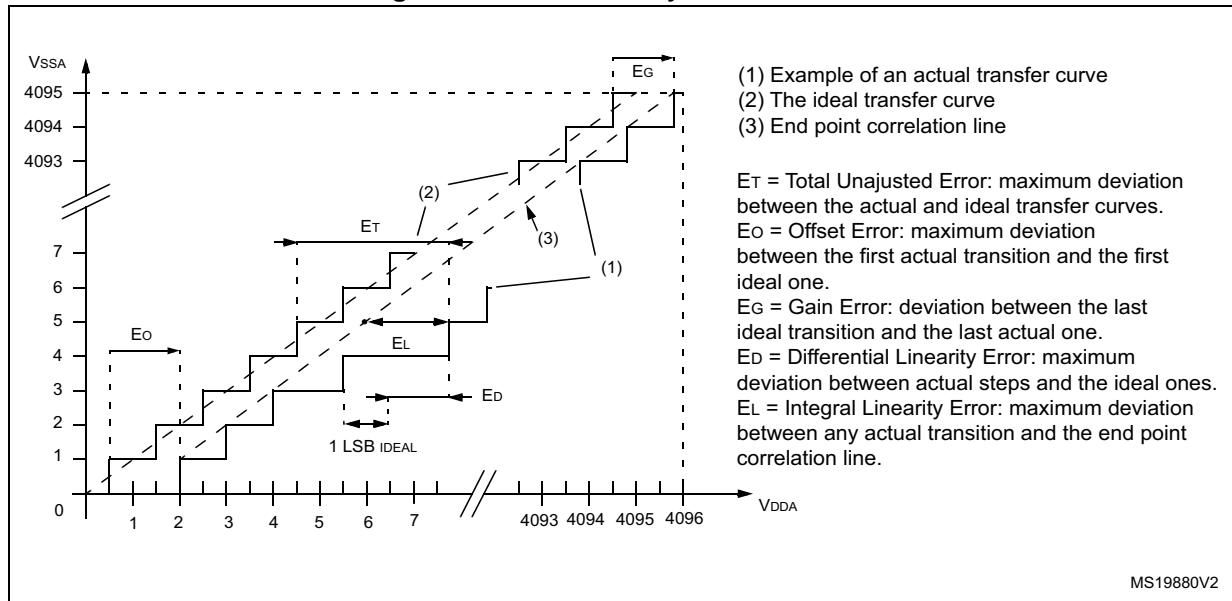 VSSA
EG
4095
4094
4093
(2)
ET
(3)
7
(1)
6
5
EO
EL
4
3
ED
2
1 LSB IDEAL
1
0
1 2 3 4 5 6 7 4093 4094 4095 4096
VDDA
(1) Example of an actual transfer curve
(2) The ideal transfer curve
(3) End point correlation line
ET = Total Unajusted Error: maximum deviation
between the actual and ideal transfer curves.
EO = Offset Error: maximum deviation
between the first actual transition and the first
ideal one.
EG = Gain Error: deviation between the last
ideal transition and the last actual one.
ED = Differential Linearity Error: maximum
deviation between actual steps and the ideal ones.
EL = Integral Linearity Error: maximum deviation
between any actual transition and the end point
correlation line.
MS19880V2